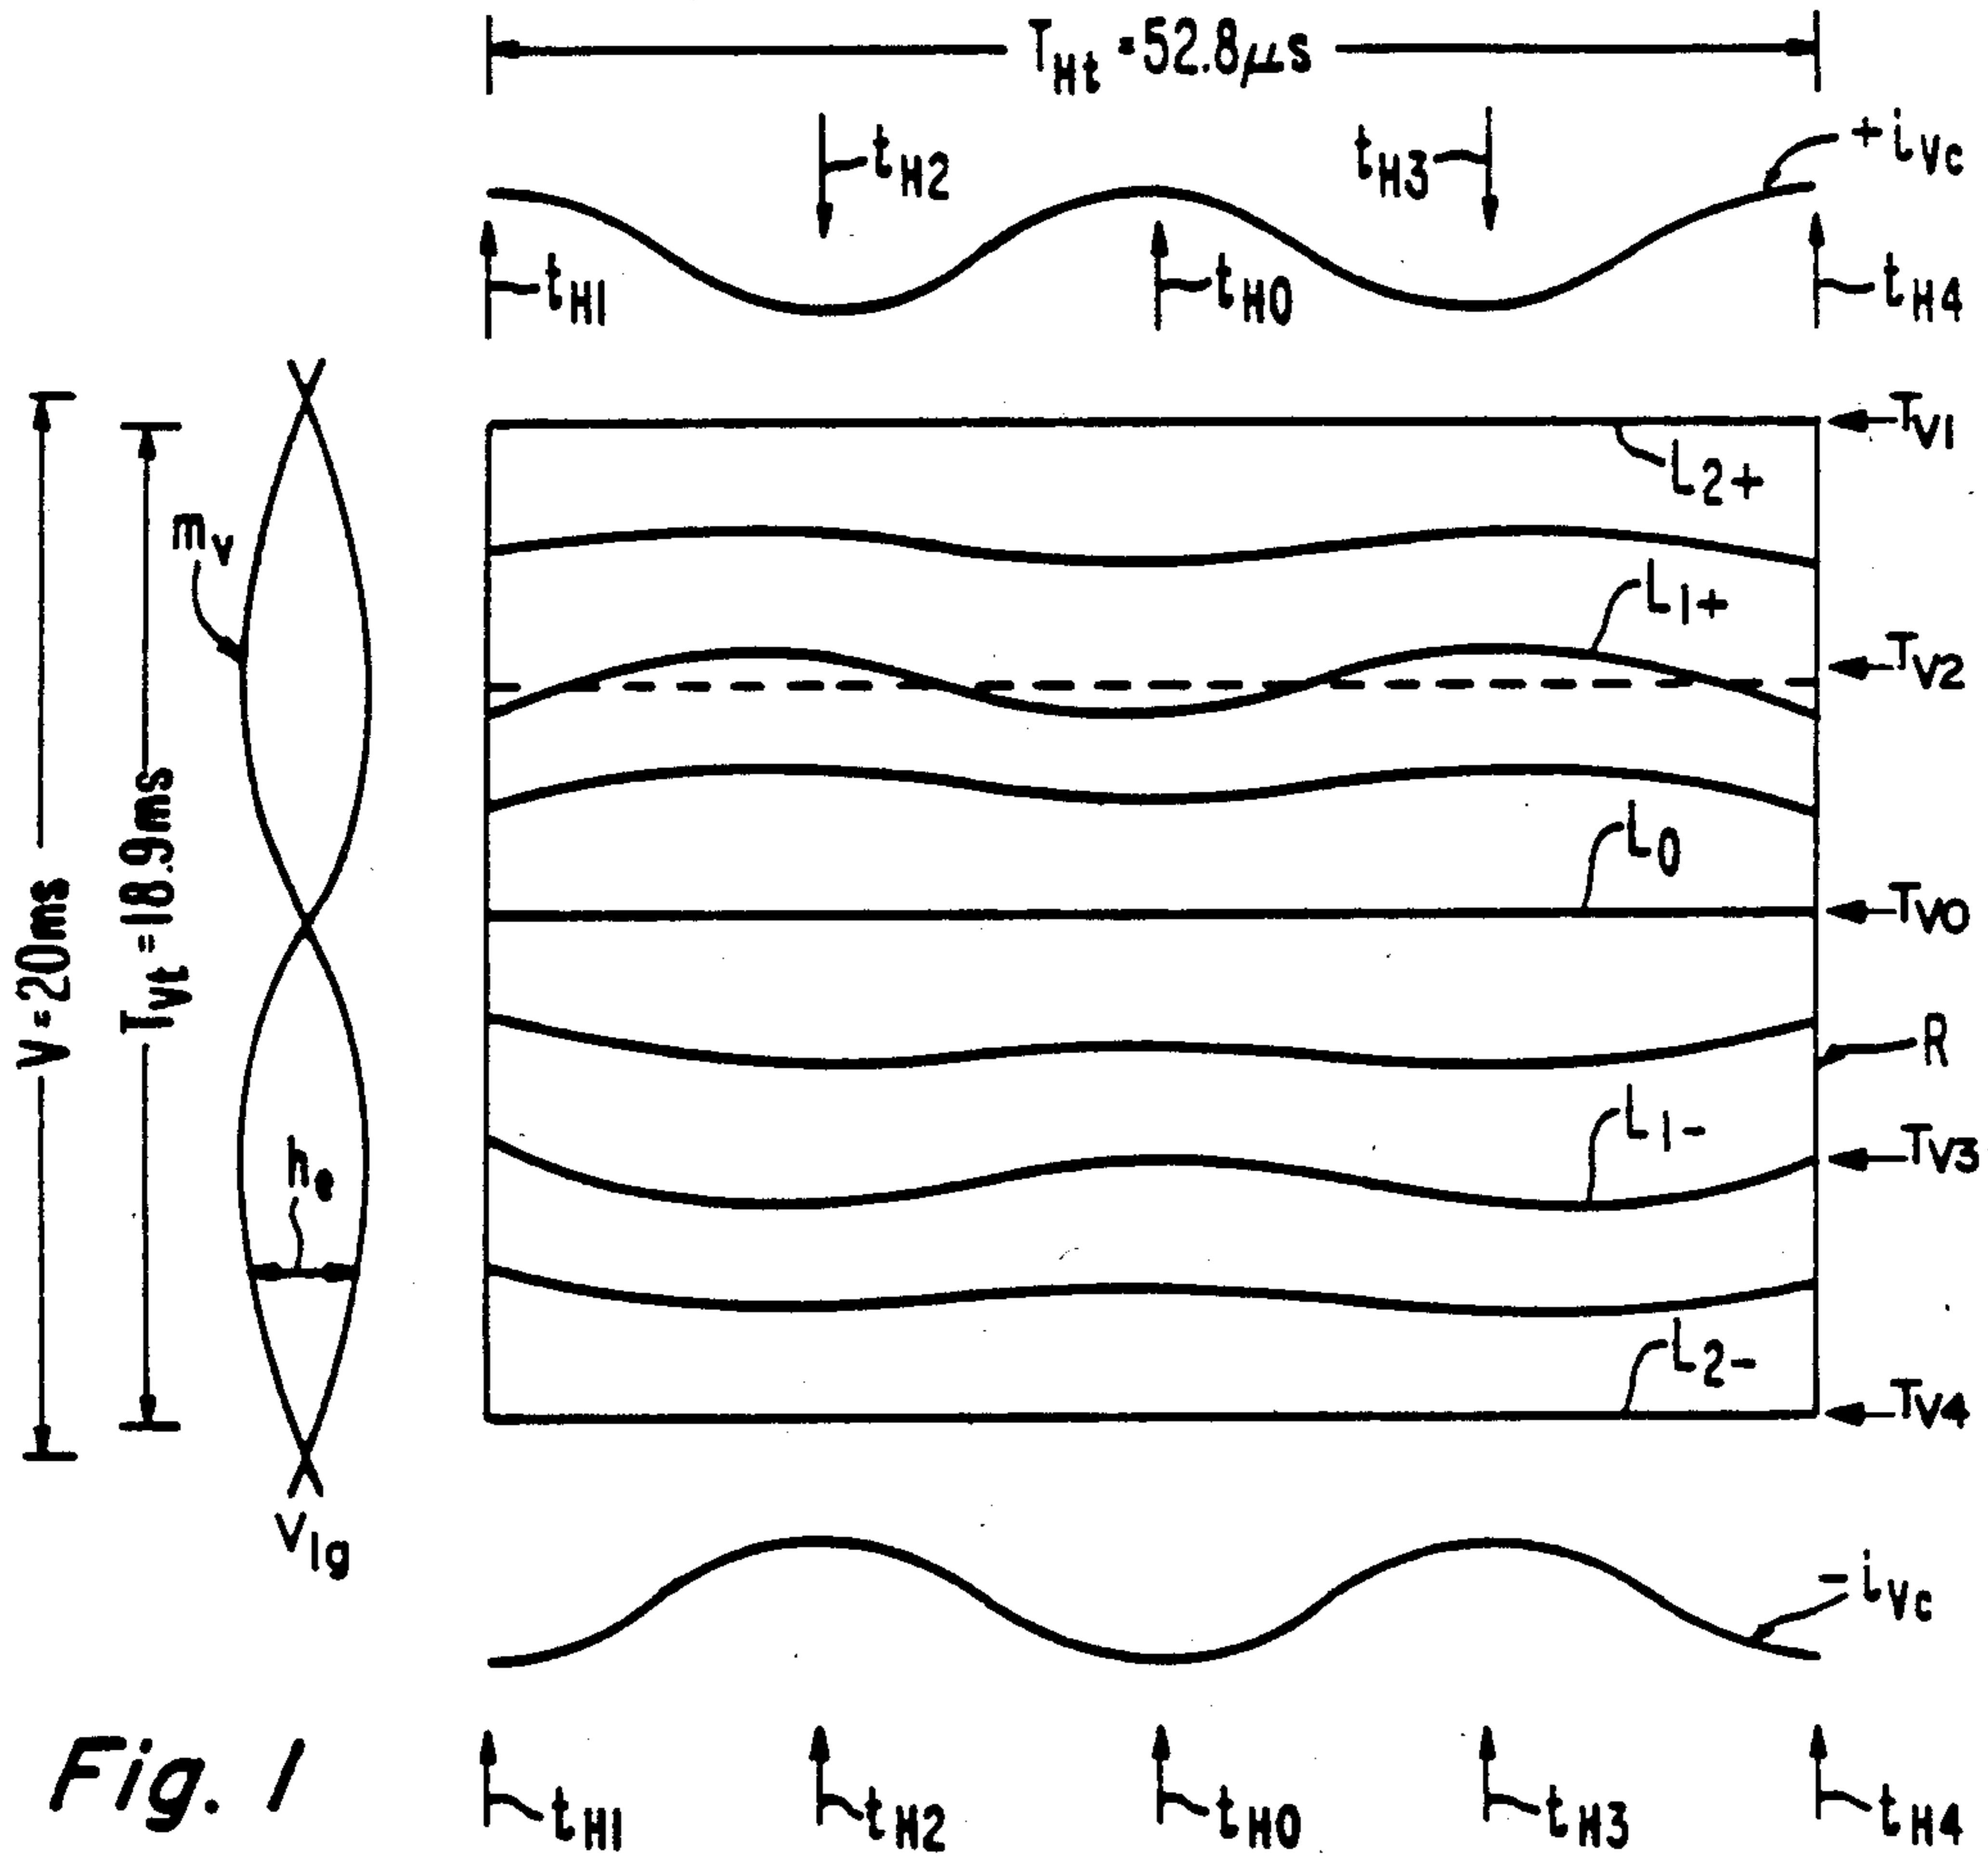 T_Ht = 52.8μs
t_H2
t_H3
+i_Vc
t_H1
t_H0
t_H4
T_V1
L_2+
m_v
L_1+
T_V2
V=20ms
T_Vt = 18.9ms
L_0
T_V0
R
L_1-
T_V3
h_e
L_2-
T_V4
V_lg
-i_Vc
Fig. 1
t_H1
t_H2
t_H0
t_H3
t_H4